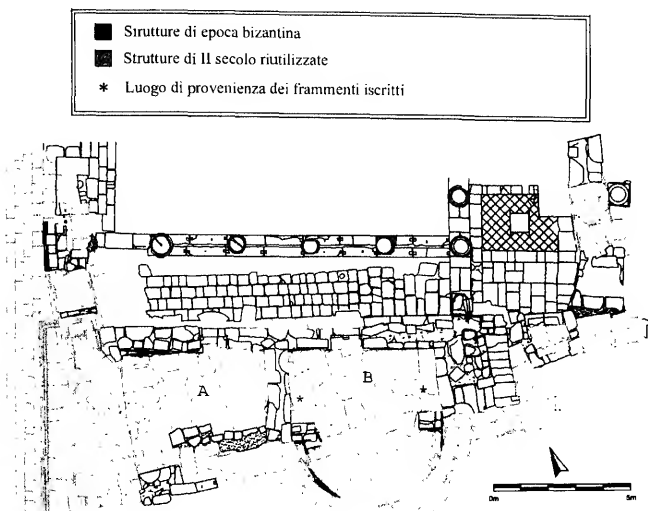 Strutture di epoca bizantina
Strutture di II secolo riutilizzate
* Luogo di provenienza dei frammenti iscritti
A
B
*
*
0m
5m